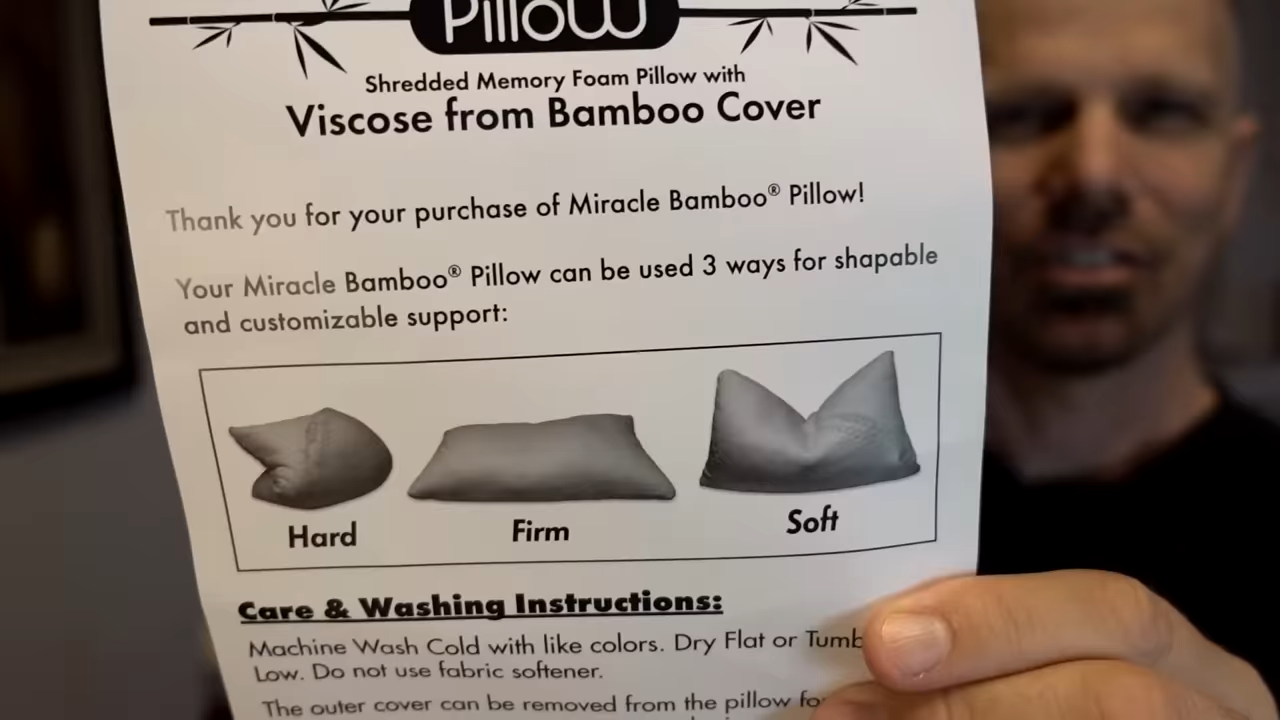 Pillow
Shredded Memory Foam Pillow with
Viscose from Bamboo Cover
Thank you for your purchase of Miracle Bamboo® Pillow!
Your Miracle Bamboo® Pillow can be used 3 ways for shapable
and customizable support:
Hard Firm Soft
Care & Washing Instructions:
Machine Wash Cold with like colors. Dry Flat or Tumb
Low. Do not use fabric softener.
The outer cover can be removed from the pillow fo